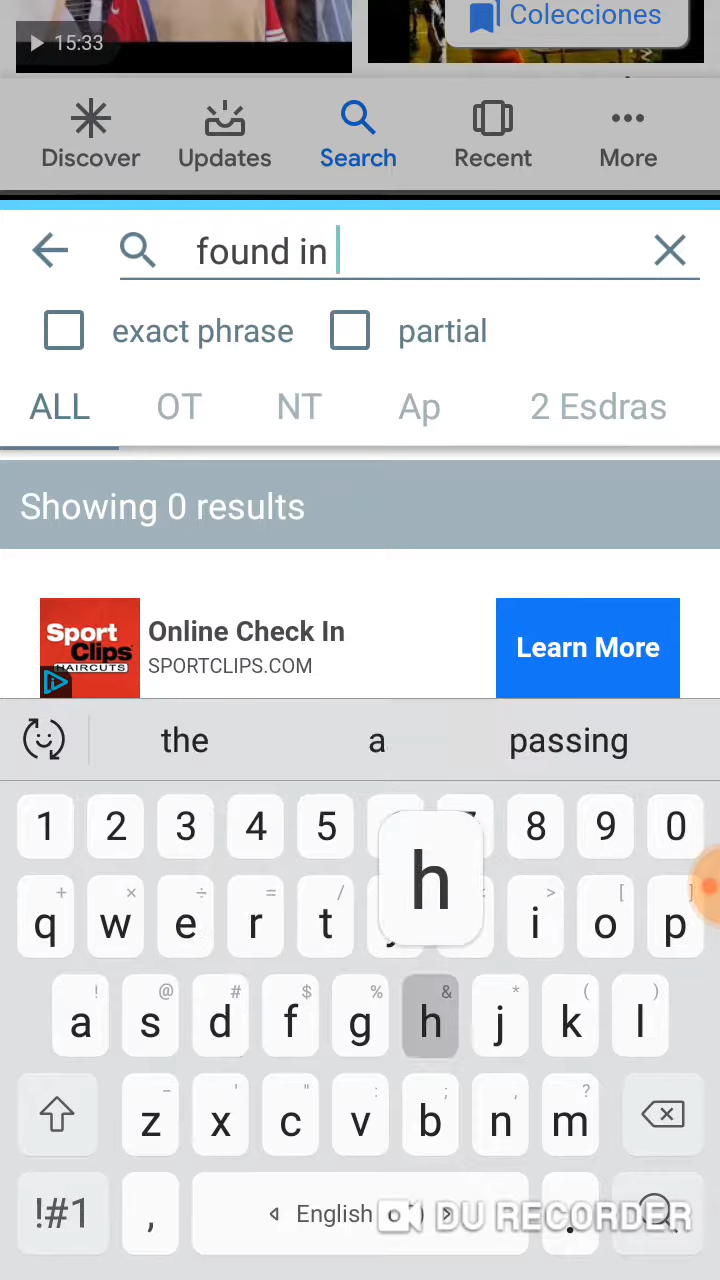 15:33
Colecciones
Discover Updates Search Recent More
found in
exact phrase partial
ALL OT NT Ap 2 Esdras
Showing 0 results
Sport Clips HAIRCUTS
Online Check In
SPORTCLIPS.COM
Learn More
the a passing
1 2 3 4 5 8 9 0
h
+ × ÷ = / > [ ]
q w e r t i o p
! @ # $ % & * ( )
a s d f g h j k l
- ' " : ; , ?
z x c v b n m
!#1 , English .
DU RECORDER